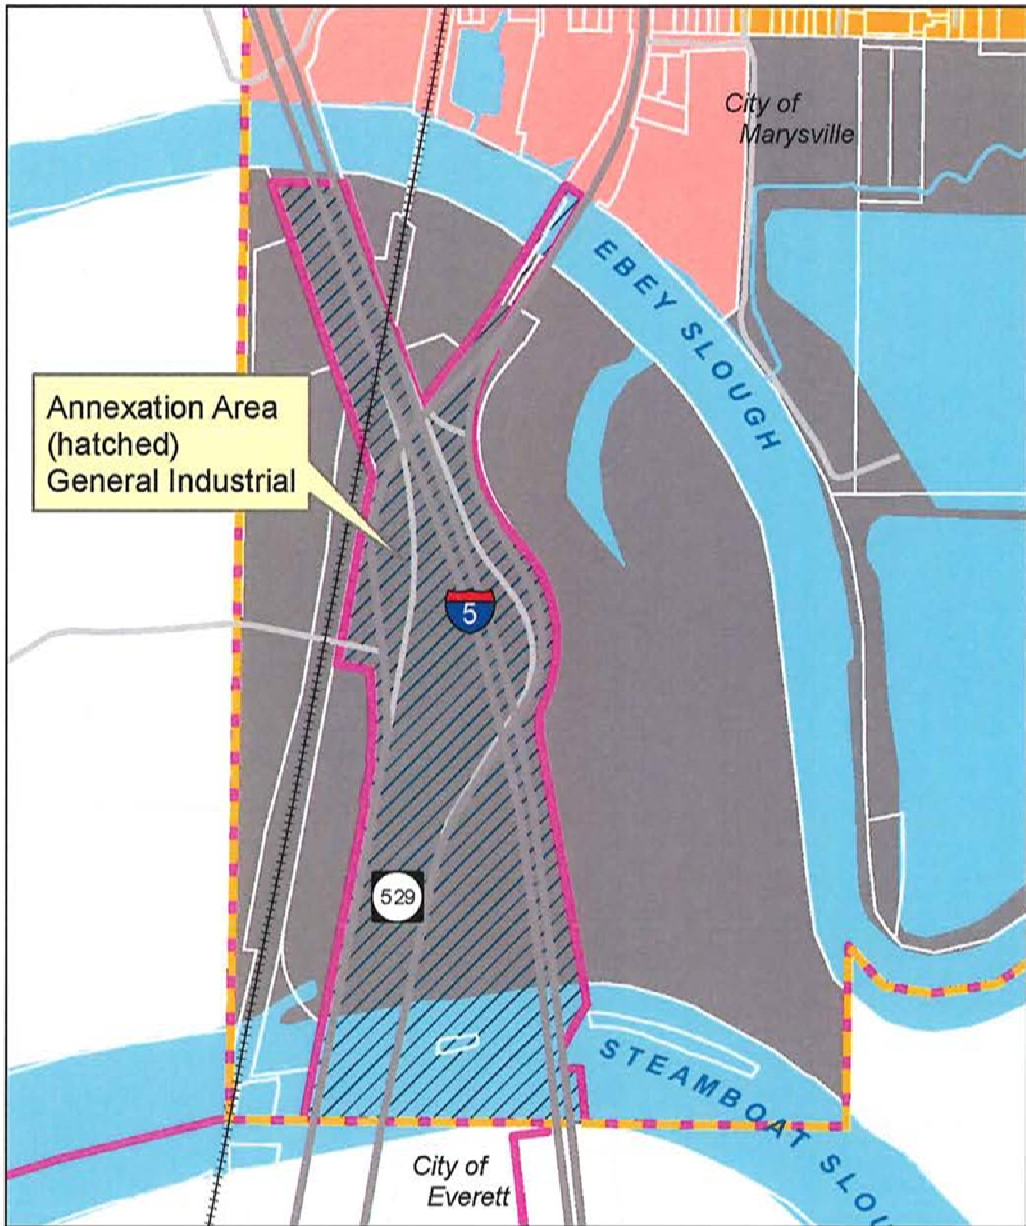 City of
Marysville
EBEY SLOUGH
Annexation Area
(hatched)
General Industrial
5
529
STEAMBOAT SLOU
City of
Everett